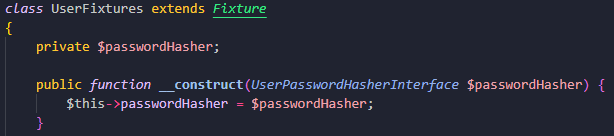 class UserFixtures extends Fixture
{
    private $passwordHasher;

    public function __construct(UserPasswordHasherInterface $passwordHasher) {
        $this->passwordHasher = $passwordHasher;
    }